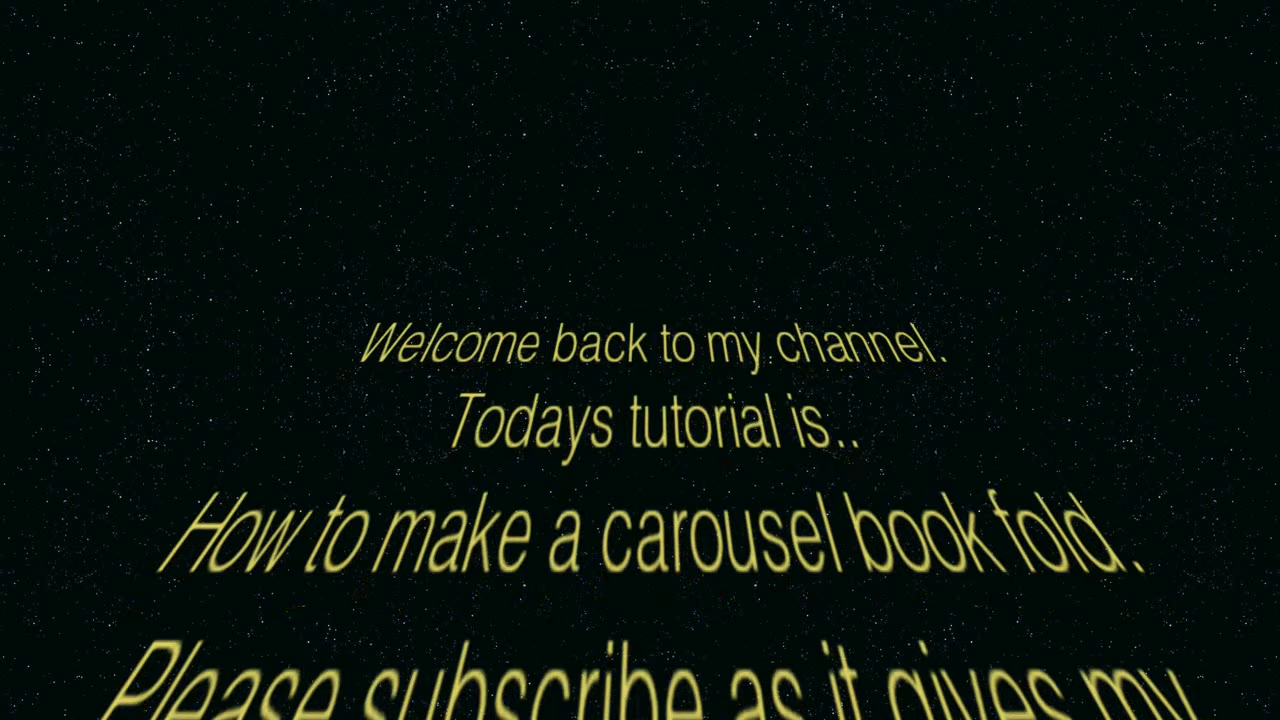 Welcome back to my channel.
Todays tutorial is..
How to make a carousel book fold.
Please subscribe as it gives my